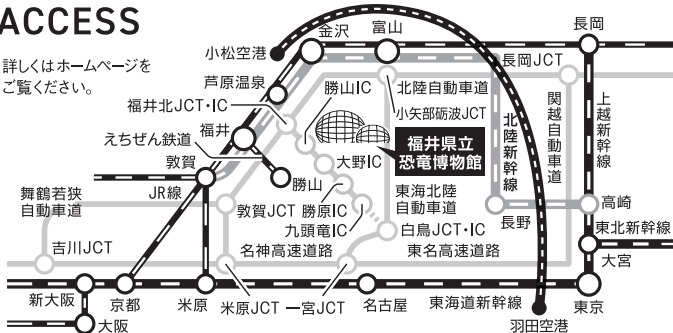 ACCESS
詳しくはホームページを
ご覧ください。
小松空港
金沢
富山
長岡
長岡JCT
芦原温泉
福井北JCT・IC
勝山IC
北陸自動車道
小矢部砺波JCT
福井
えちぜん鉄道
福井県立
恐竜博物館
北陸新幹線
関越自動車道
上越新幹線
敦賀
大野IC
勝山
JR線
舞鶴若狭
自動車道
敦賀JCT
勝原IC
九頭竜IC
東海北陸
自動車道
白鳥JCT・IC
長野
高崎
東北新幹線
吉川JCT
名神高速道路
東名高速道路
大宮
新大阪
京都
米原
米原JCT
一宮JCT
名古屋
東海道新幹線
東京
大阪
羽田空港